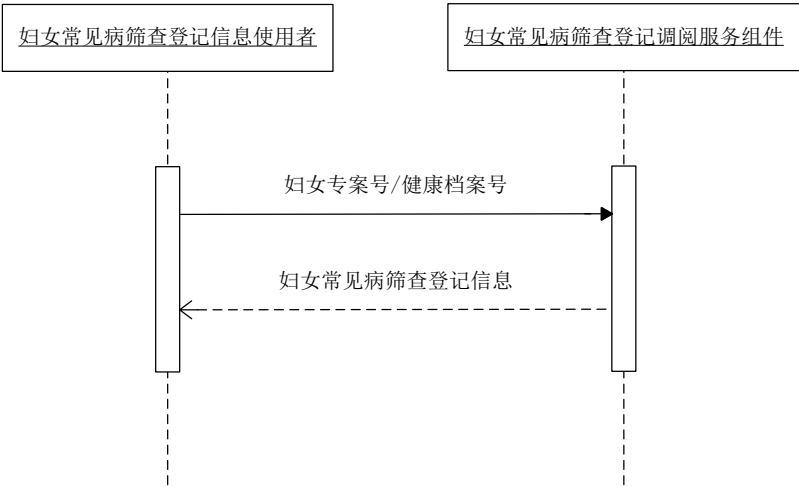 妇女常见病筛查登记信息使用者
妇女常见病筛查登记调阅服务组件
妇女专案号/健康档案号
妇女常见病筛查登记信息